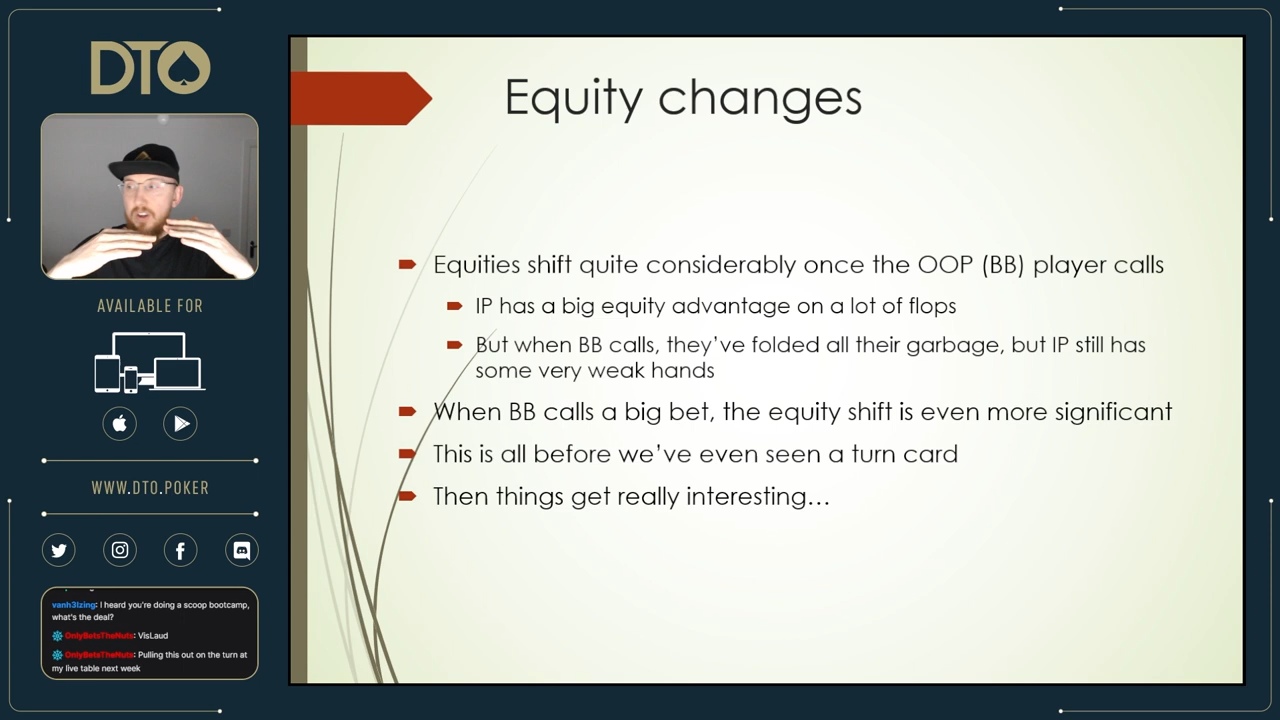 DTO
AVAILABLE FOR
WWW.DTO.POKER
vanh3lzing: I heard you're doing a scoop bootcamp,
what's the deal?
OnlyBetsTheNuts: VisLaud
OnlyBetsTheNuts: Pulling this out on the turn at
my live table next week
Equity changes
Equities shift quite considerably once the OOP (BB) player calls
IP has a big equity advantage on a lot of flops
But when BB calls, they've folded all their garbage, but IP still has
some very weak hands
When BB calls a big bet, the equity shift is even more significant
This is all before we've even seen a turn card
Then things get really interesting…